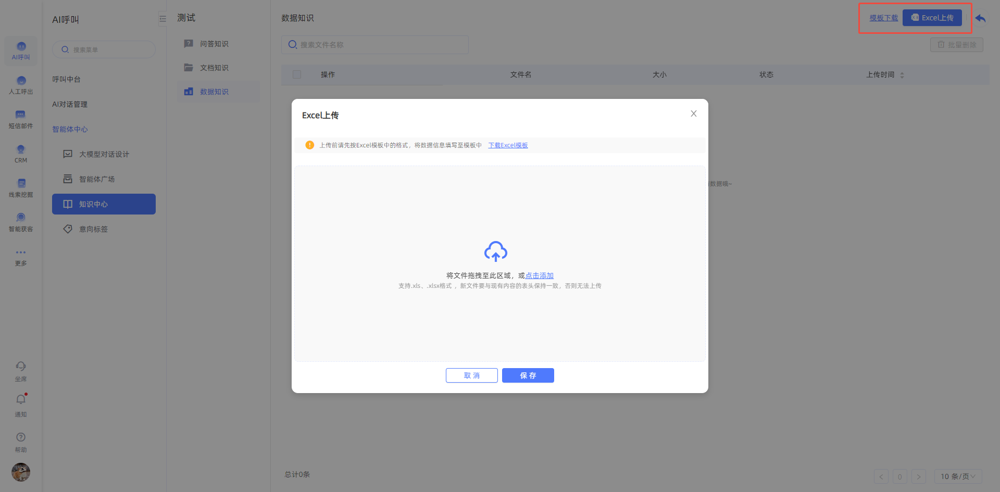 AI呼叫
人工呼出
短信邮件
CRM
线索挖掘
智能获客
更多
坐席
通知
帮助
AI呼叫
搜索菜单
呼叫中台
AI对话管理
智能体中心
大模型对话设计
智能体广场
知识中心
意向标签
测试
问答知识
文档知识
数据知识
数据知识
模板下载
Excel上传
搜索文件名称
批量删除
操作 文件名 大小 状态 上传时间
Excel上传
上传前请先按Excel模板中的格式，将数据信息填写至模板中 下载Excel模板
数据哦~
将文件拖拽至此区域，或点击添加
支持.xls、.xlsx格式 ，新文件要与现有内容的表头保持一致，否则无法上传
取 消
保 存
总计0条
0
10 条/页